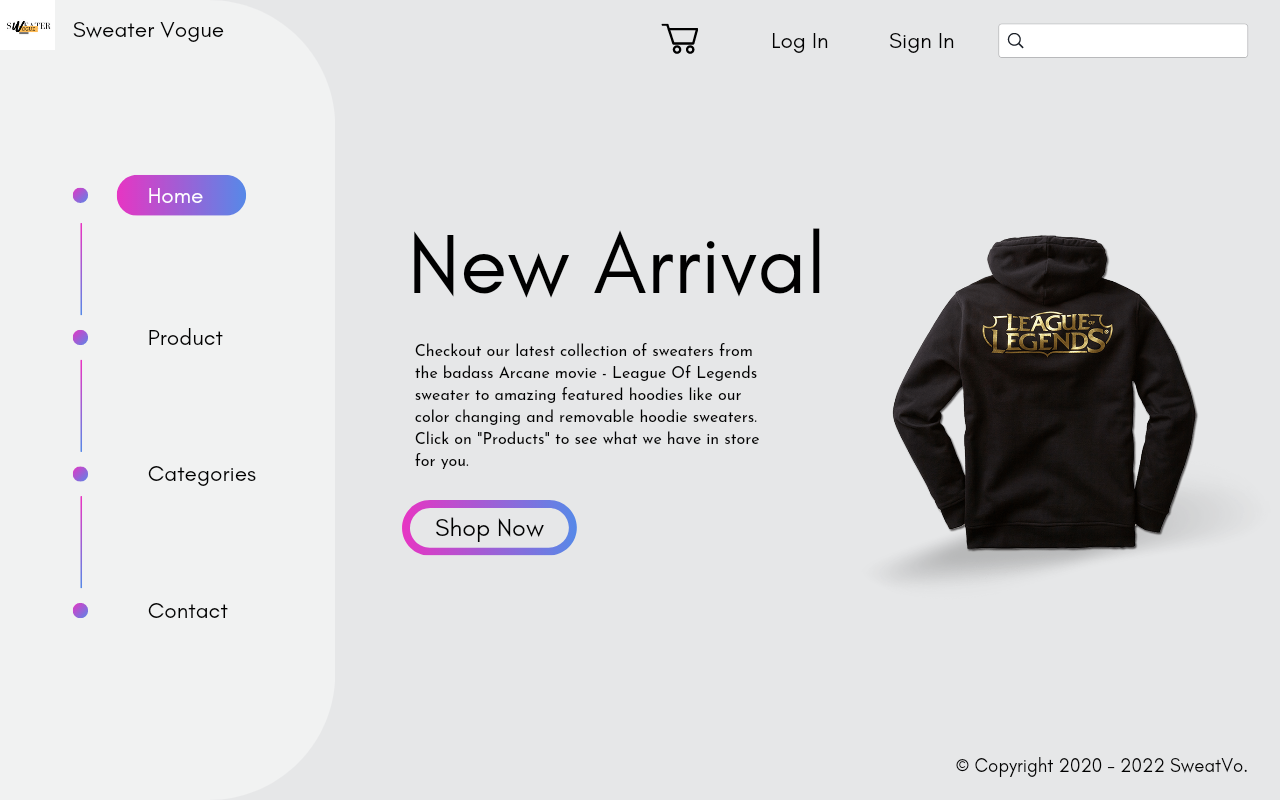 SWEATER
VOGUE
Sweater Vogue
Log In
Sign In
Home
Product
Categories
Contact
New Arrival
Checkout our latest collection of sweaters from
the badass Arcane movie - League Of Legends
sweater to amazing featured hoodies like our
color changing and removable hoodie sweaters.
Click on "Products" to see what we have in store
for you.
Shop Now
LEAGUE OF
LEGENDS®
© Copyright 2020 - 2022 SweatVo.